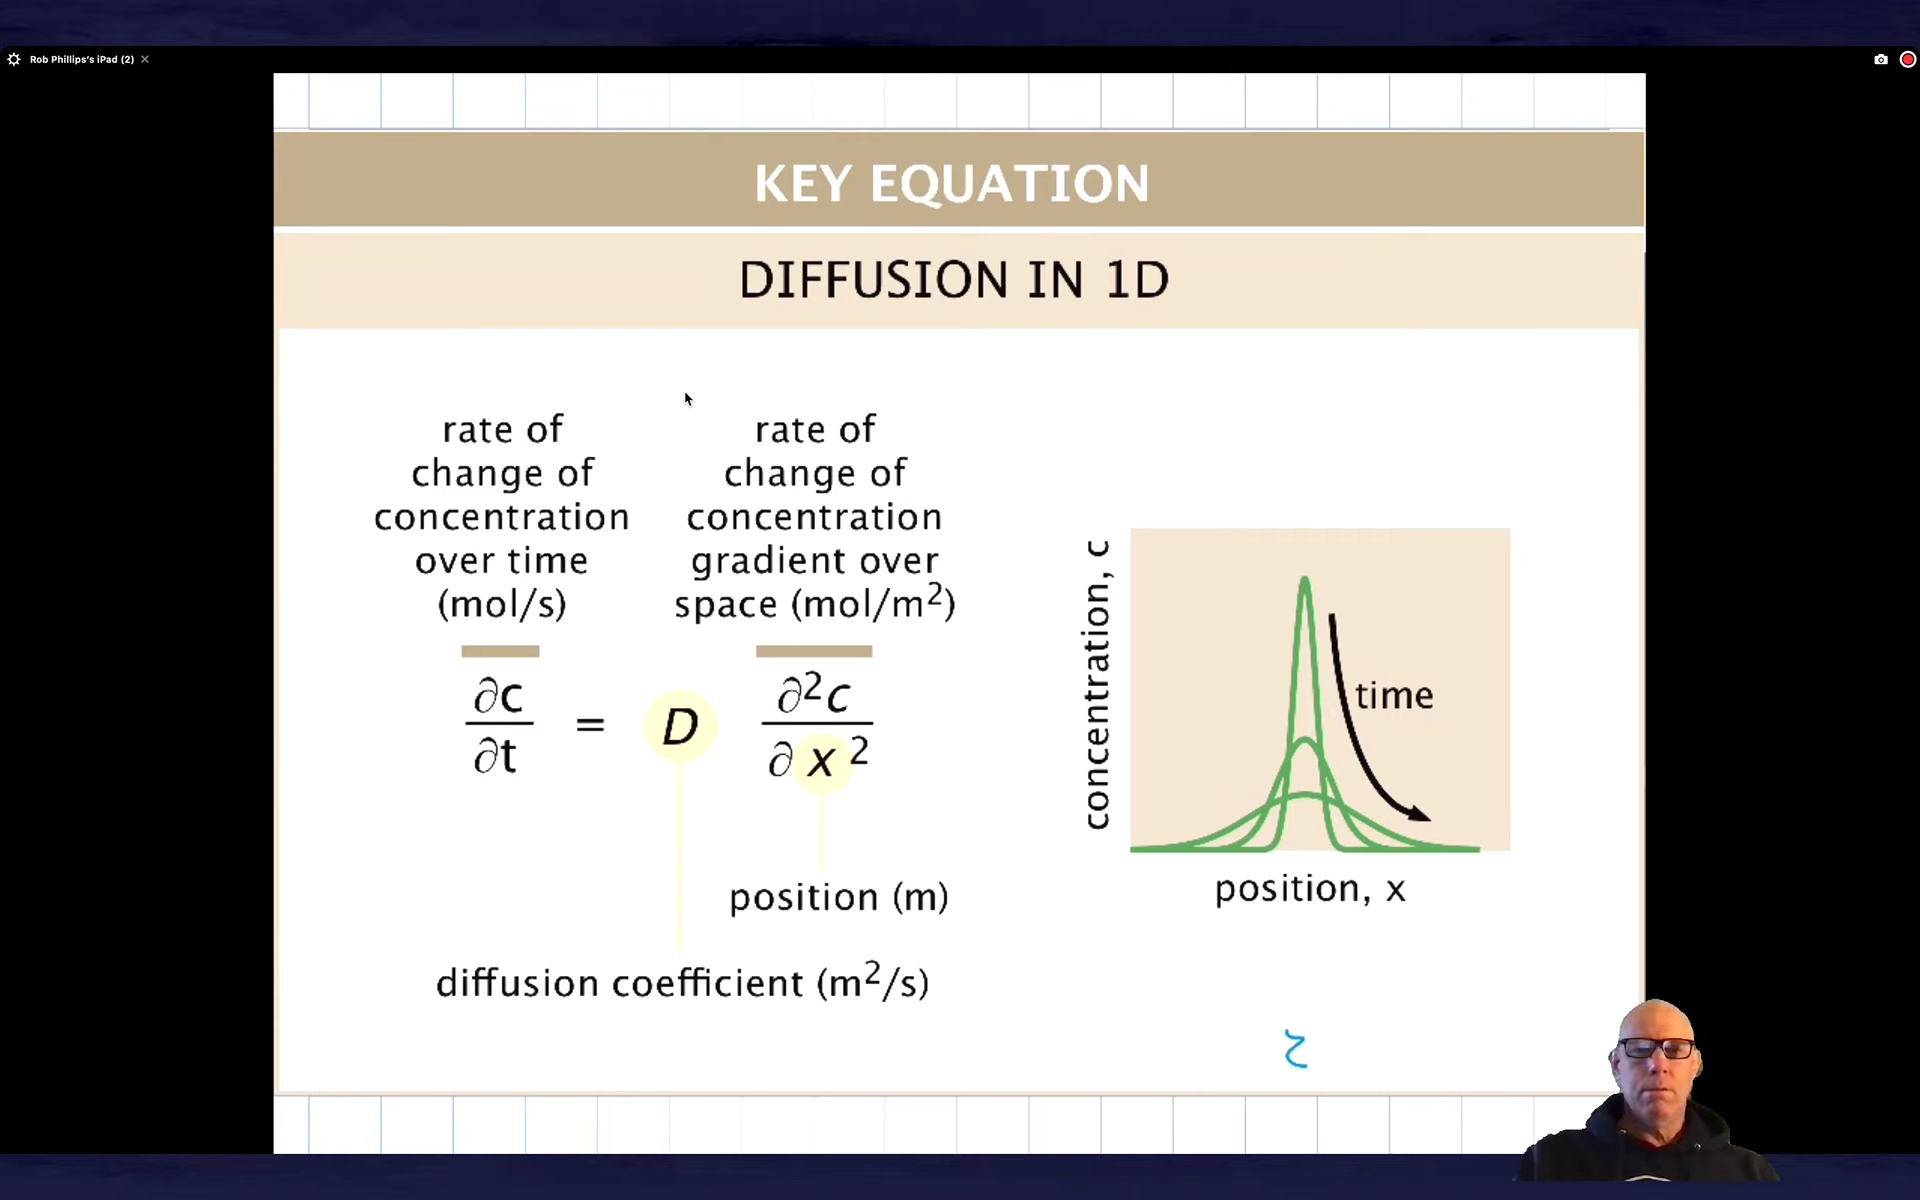 Rob Phillips's iPad (2)
KEY EQUATION
DIFFUSION IN 1D
rate of
change of
concentration
over time
(mol/s)
rate of
change of
concentration
gradient over
space (mol/m²)
∂c/∂t = D ∂²c/∂x²
position (m)
diffusion coefficient (m²/s)
concentration, c
time
position, x